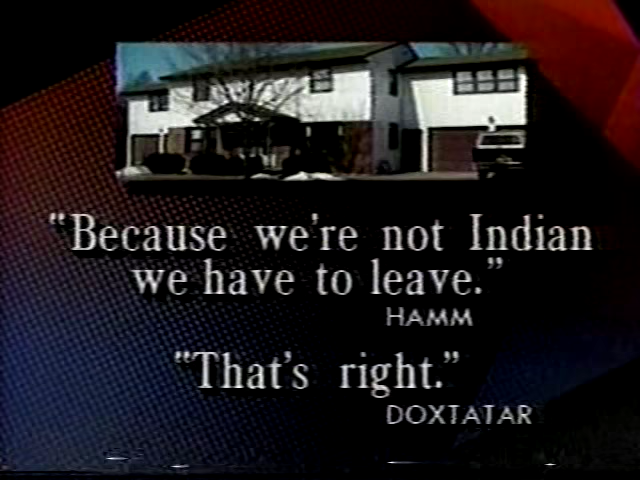 “Because we're not Indian
we have to leave.”
HAMM
“That's right.”
DOXTATAR